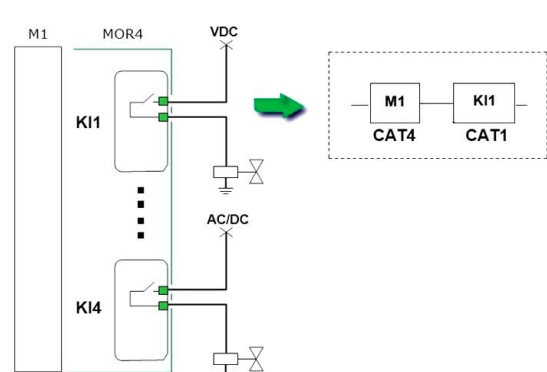 M1 MOR4 VDC
KI1
M1 KI1
CAT4 CAT1
AC/DC
KI4